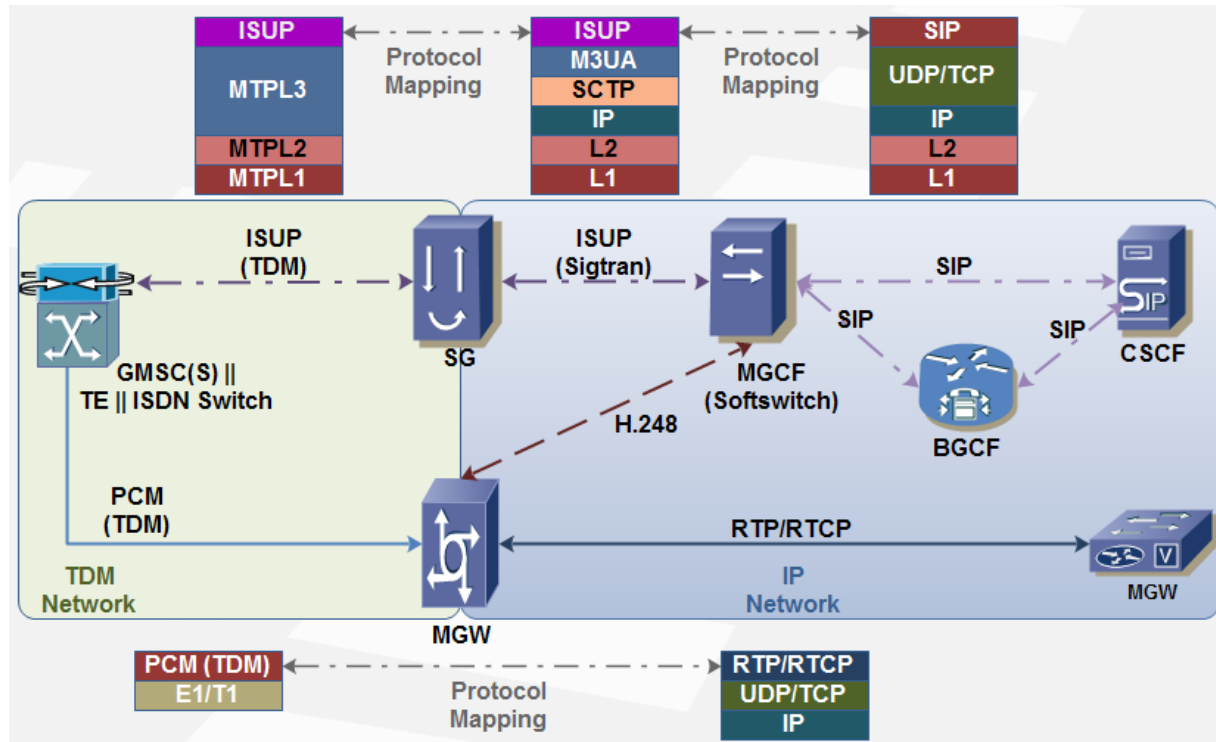 ISUP
MTPL3
MTPL2
MTPL1
Protocol
Mapping
ISUP
M3UA
SCTP
IP
L2
L1
Protocol
Mapping
SIP
UDP/TCP
IP
L2
L1
ISUP
(TDM)
SG
ISUP
(Sigtran)
SIP
SIP
SIP
CSCF
GMSC(S) ||
TE || ISDN Switch
MGCF
(Softswitch)
H.248
BGCF
PCM
(TDM)
RTP/RTCP
TDM
Network
IP
Network
MGW
MGW
PCM (TDM)
E1/T1
Protocol
Mapping
RTP/RTCP
UDP/TCP
IP